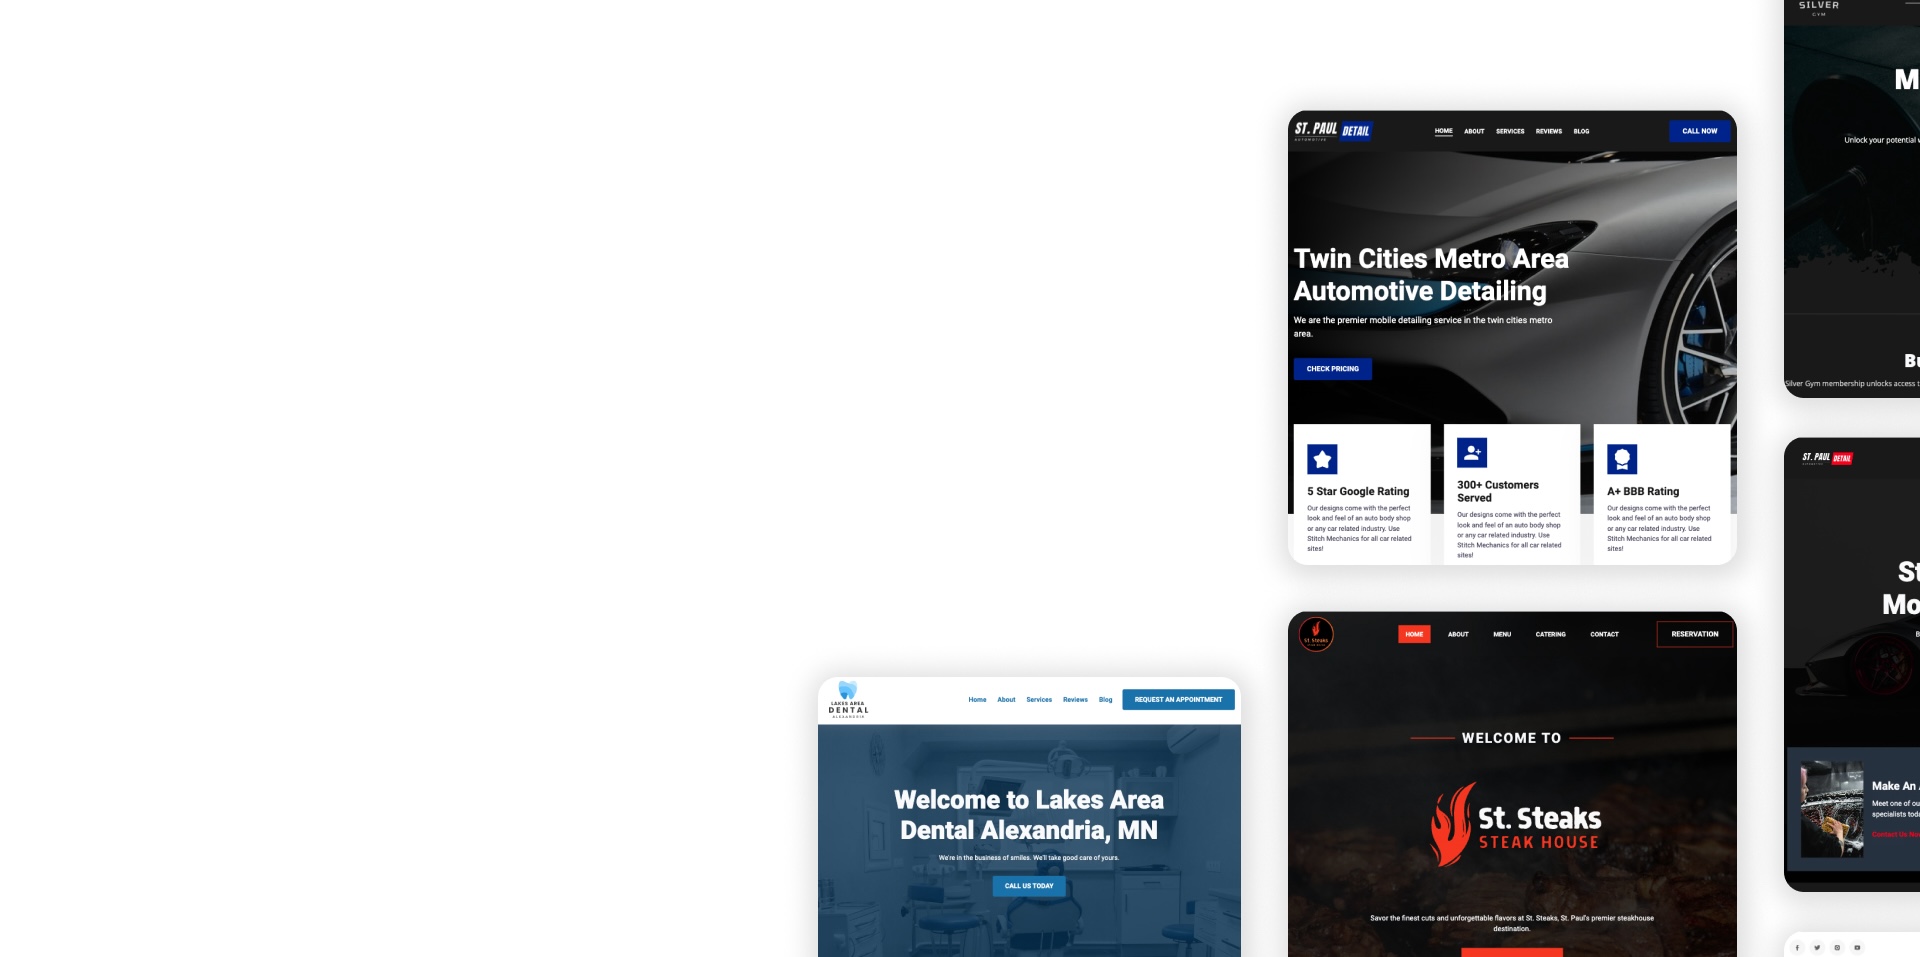 ST. PAUL DETAIL
AUTOMOTIVE
HOME ABOUT SERVICES REVIEWS BLOG
CALL NOW
Twin Cities Metro Area
Automotive Detailing
We are the premier mobile detailing service in the twin cities metro
area.
CHECK PRICING
5 Star Google Rating
Our designs come with the perfect
look and feel of an auto body shop
or any car related industry. Use
Stitch Mechanics for all car related
sites!
300+ Customers
Served
Our designs come with the perfect
look and feel of an auto body shop
or any car related industry. Use
Stitch Mechanics for all car related
sites!
A+ BBB Rating
Our designs come with the perfect
look and feel of an auto body shop
or any car related industry. Use
Stitch Mechanics for all car related
sites!
LAKES AREA
DENTAL
ALEXANDRIA
Home About Services Reviews Blog
REQUEST AN APPOINTMENT
Welcome to Lakes Area
Dental Alexandria, MN
We're in the business of smiles. We'll take good care of yours.
CALL US TODAY
St. Steaks
HOME ABOUT MENU CATERING CONTACT
RESERVATION
WELCOME TO
St. Steaks
STEAK HOUSE
Savor the finest cuts and unforgettable flavors at St. Steaks, St. Paul's premier steakhouse
destination.
SILVER
GYM
M
Unlock your potential
Silver Gym membership unlocks access
ST. PAUL DETAIL
St
Mo
Make An
Meet one of ou
specialists toda
Contact Us